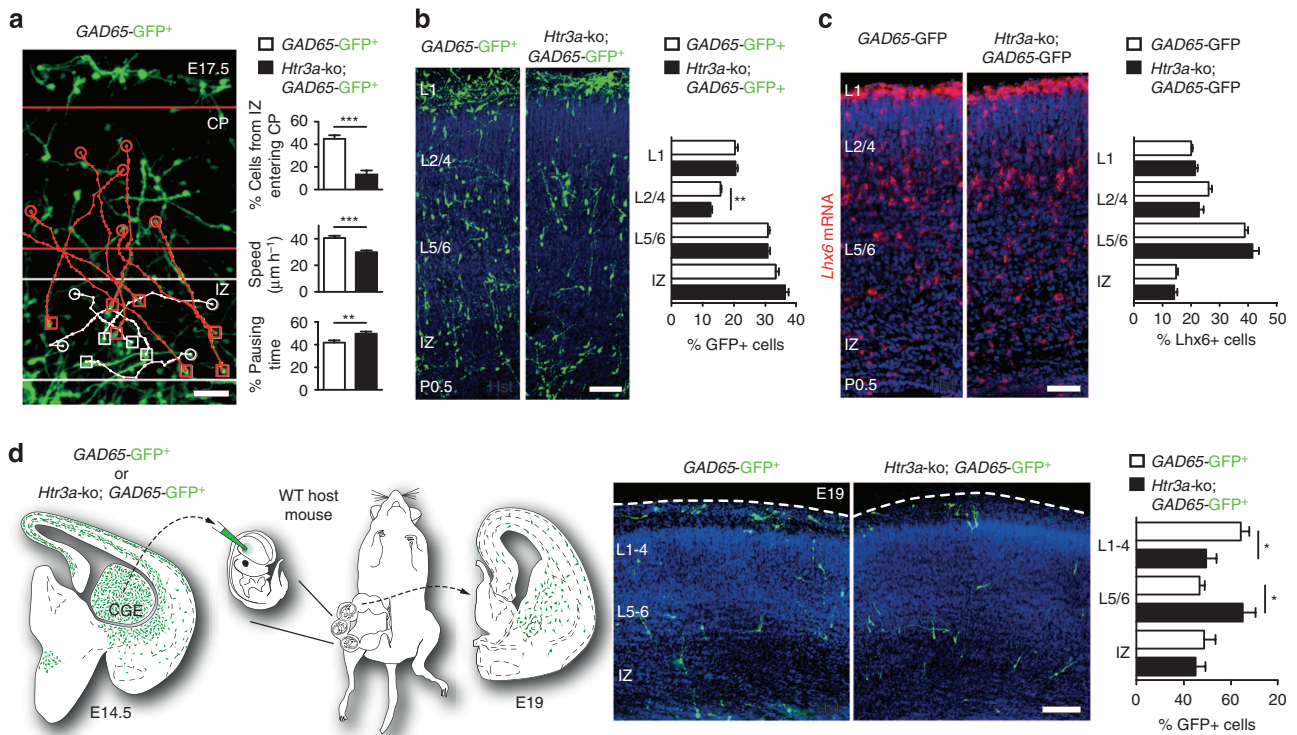 a
GAD65-GFP+
E17.5
CP
IZ
GAD65-GFP+
Htr3a-ko;
GAD65-GFP+
% Cells from IZ
entering CP
60
40
20
0
***
Speed
(µm h⁻¹)
40
20
0
***
% Pausing
time
60
40
20
0
**
b
GAD65-GFP+
Htr3a-ko;
GAD65-GFP+
L1
L2/4
L5/6
IZ
P0.5
Hst
GAD65-GFP+
Htr3a-ko;
GAD65-GFP+
L1
L2/4
**
L5/6
IZ
0 10 20 30 40
% GFP+ cells
c
GAD65-GFP
Htr3a-ko;
GAD65-GFP
Lhx6 mRNA
L1
L2/4
L5/6
IZ
P0.5
Hst
GAD65-GFP
Htr3a-ko;
GAD65-GFP
L1
L2/4
L5/6
IZ
0 10 20 30 40 50
% Lhx6+ cells
d
GAD65-GFP+
or
Htr3a-ko; GAD65-GFP+
CGE
E14.5
WT host
mouse
E19
GAD65-GFP+
Htr3a-ko; GAD65-GFP+
E19
L1-4
L5-6
IZ
GAD65-GFP+
Htr3a-ko;
GAD65-GFP+
L1-4
*
L5/6
*
IZ
0 40 60 20
% GFP+ cells